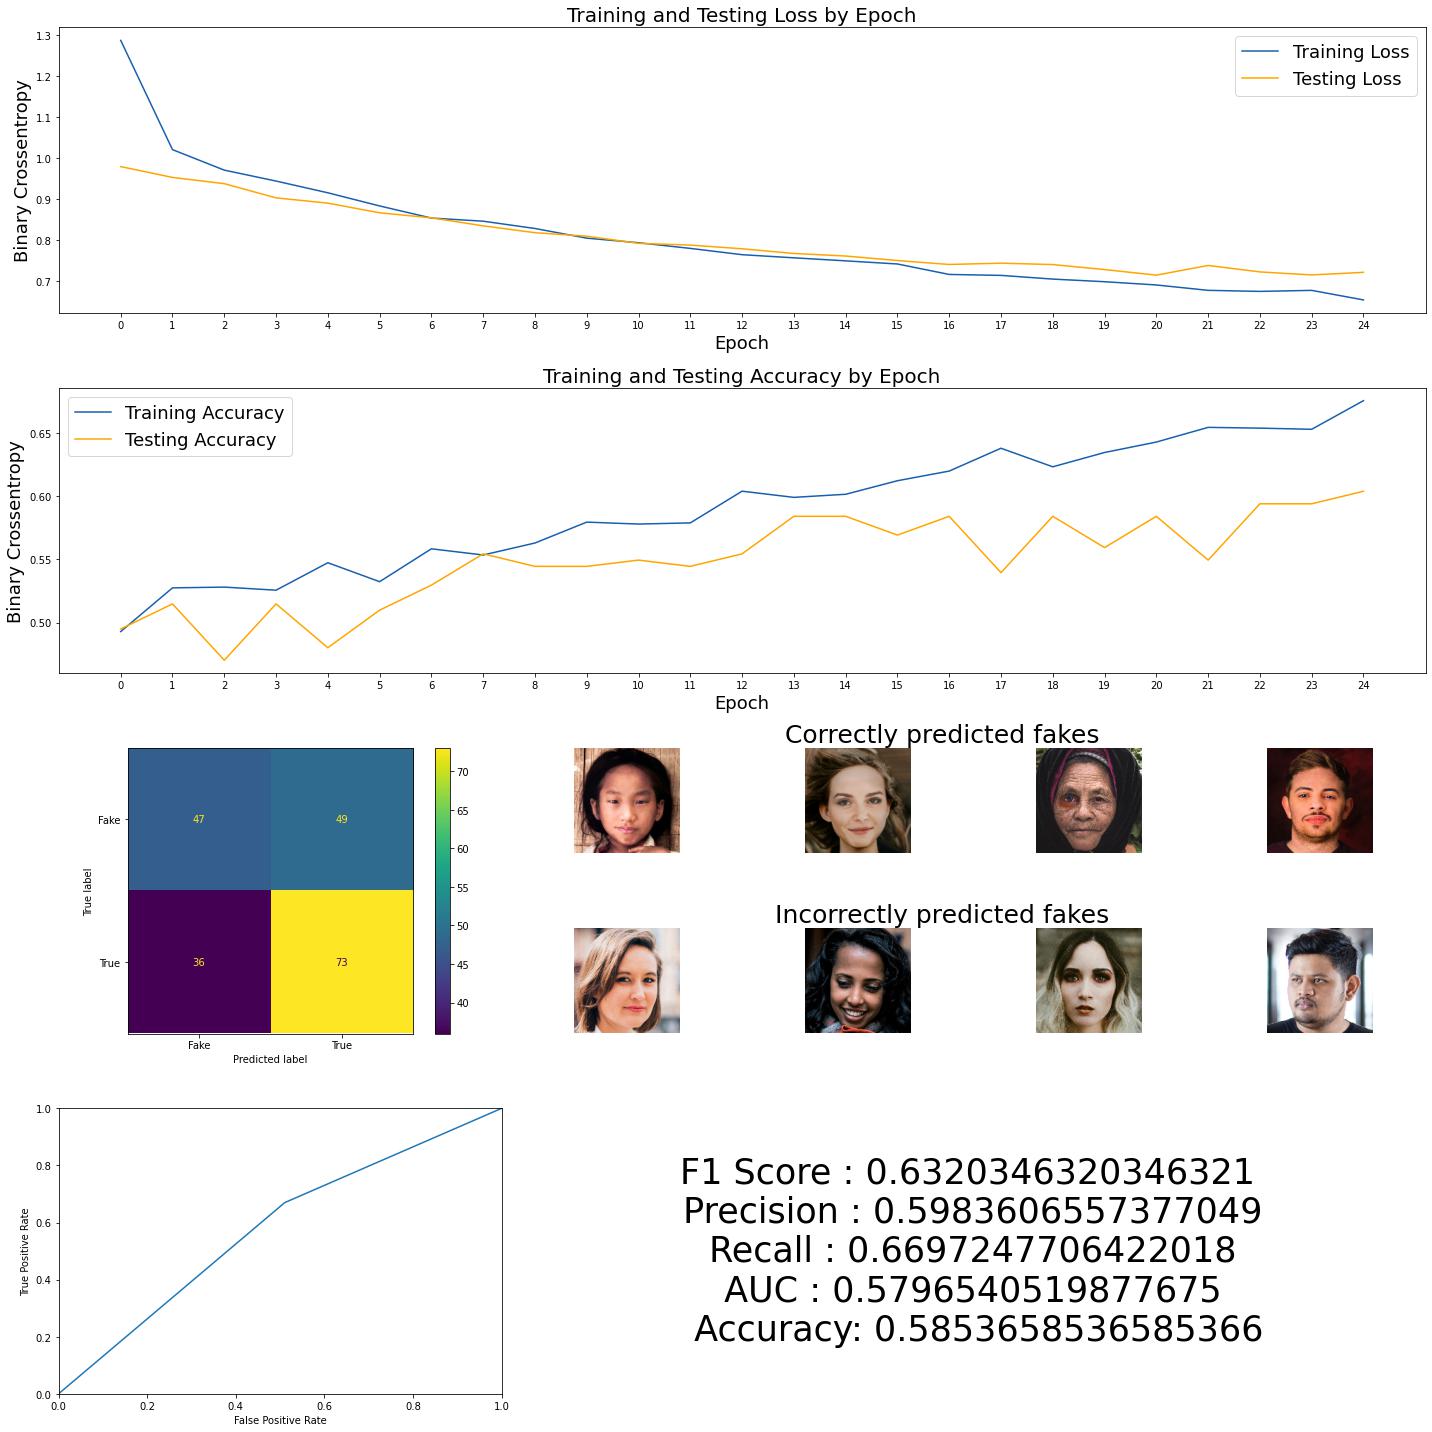 Training and Testing Loss by Epoch
Binary Crossentropy
1.3
1.2
1.1
1.0
0.9
0.8
0.7
Training Loss
Testing Loss
0 1 2 3 4 5 6 7 8 9 10 11 12 13 14 15 16 17 18 19 20 21 22 23 24
Epoch
Training and Testing Accuracy by Epoch
Binary Crossentropy
Training Accuracy
Testing Accuracy
0.65
0.60
0.55
0.50
0 1 2 3 4 5 6 7 8 9 10 11 12 13 14 15 16 17 18 19 20 21 22 23 24
Epoch
True label
Fake 47 49
True 36 73
Fake True
Predicted label
70
65
60
55
50
45
40
Correctly predicted fakes
Incorrectly predicted fakes
True Positive Rate
1.0
0.8
0.6
0.4
0.2
0.0
0.0 0.2 0.4 0.6 0.8 1.0
False Positive Rate
F1 Score : 0.6320346320346321
Precision : 0.5983606557377049
Recall : 0.6697247706422018
AUC : 0.5796540519877675
Accuracy: 0.5853658536585366